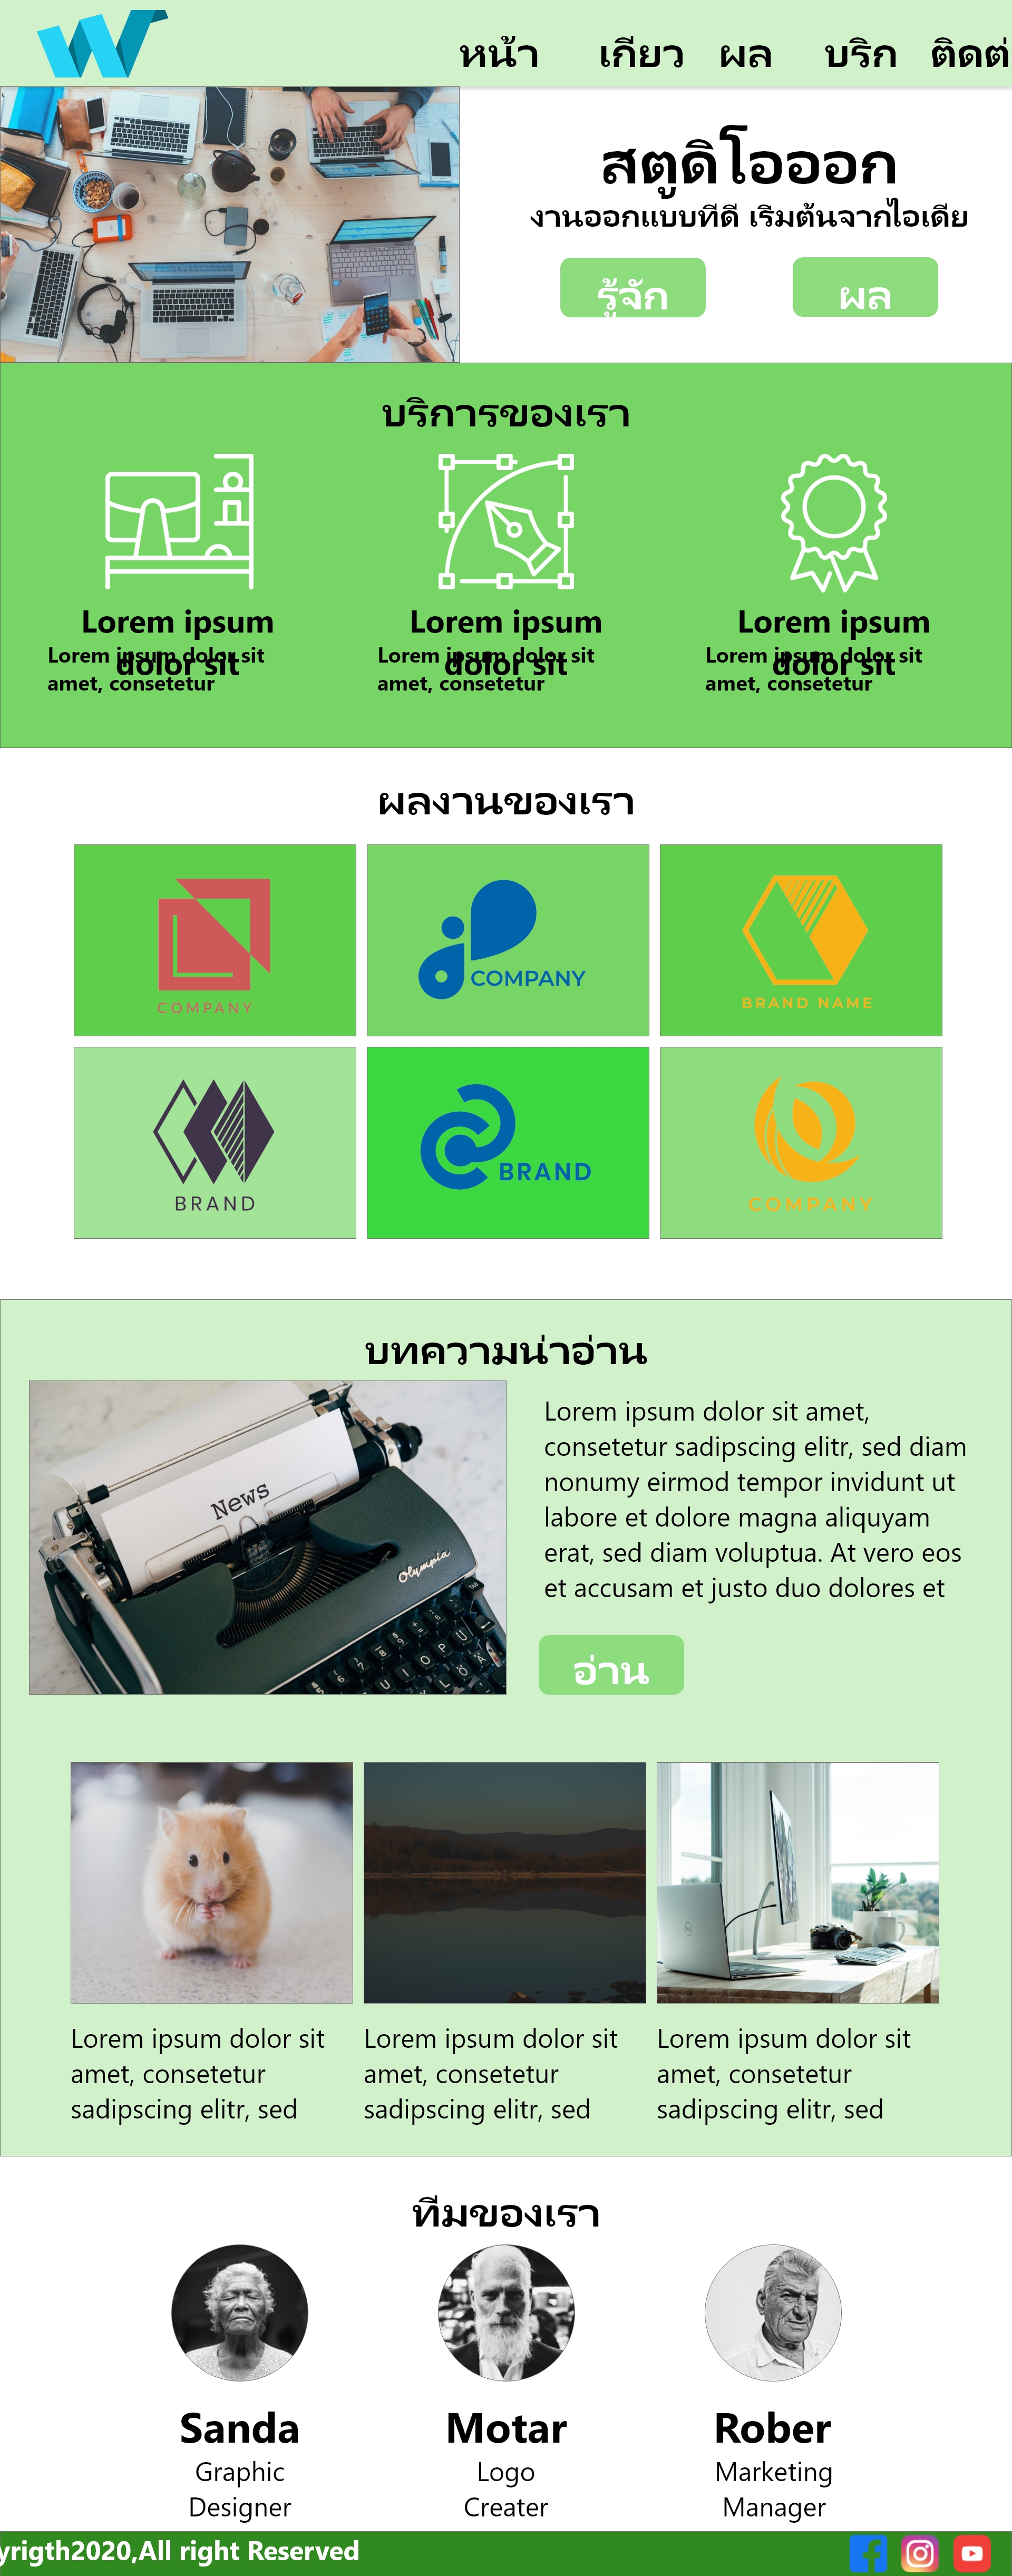 หน้า เกี่ยว ผล บริก ติดต่
สตูดิโอออก
งานออกแบบที่ดี เริ่มต้นจากไอเดีย
รู้จัก ผล
บริการของเรา
Lorem ipsum dolor sit
Lorem ipsum dolor sit
amet, consetetur
Lorem ipsum dolor sit
Lorem ipsum dolor sit
amet, consetetur
Lorem ipsum dolor sit
Lorem ipsum dolor sit
amet, consetetur
ผลงานของเรา
COMPANY
COMPANY
BRAND NAME
BRAND
BRAND
COMPANY
บทความน่าอ่าน
News
Olympia
Lorem ipsum dolor sit amet,
consetetur sadipscing elitr, sed diam
nonumy eirmod tempor invidunt ut
labore et dolore magna aliquyam
erat, sed diam voluptua. At vero eos
et accusam et justo duo dolores et
อ่าน
Lorem ipsum dolor sit
amet, consetetur
sadipscing elitr, sed
Lorem ipsum dolor sit
amet, consetetur
sadipscing elitr, sed
Lorem ipsum dolor sit
amet, consetetur
sadipscing elitr, sed
ทีมของเรา
Sanda
Graphic
Designer
Motar
Logo
Creater
Rober
Marketing
Manager
yrigth2020,All right Reserved